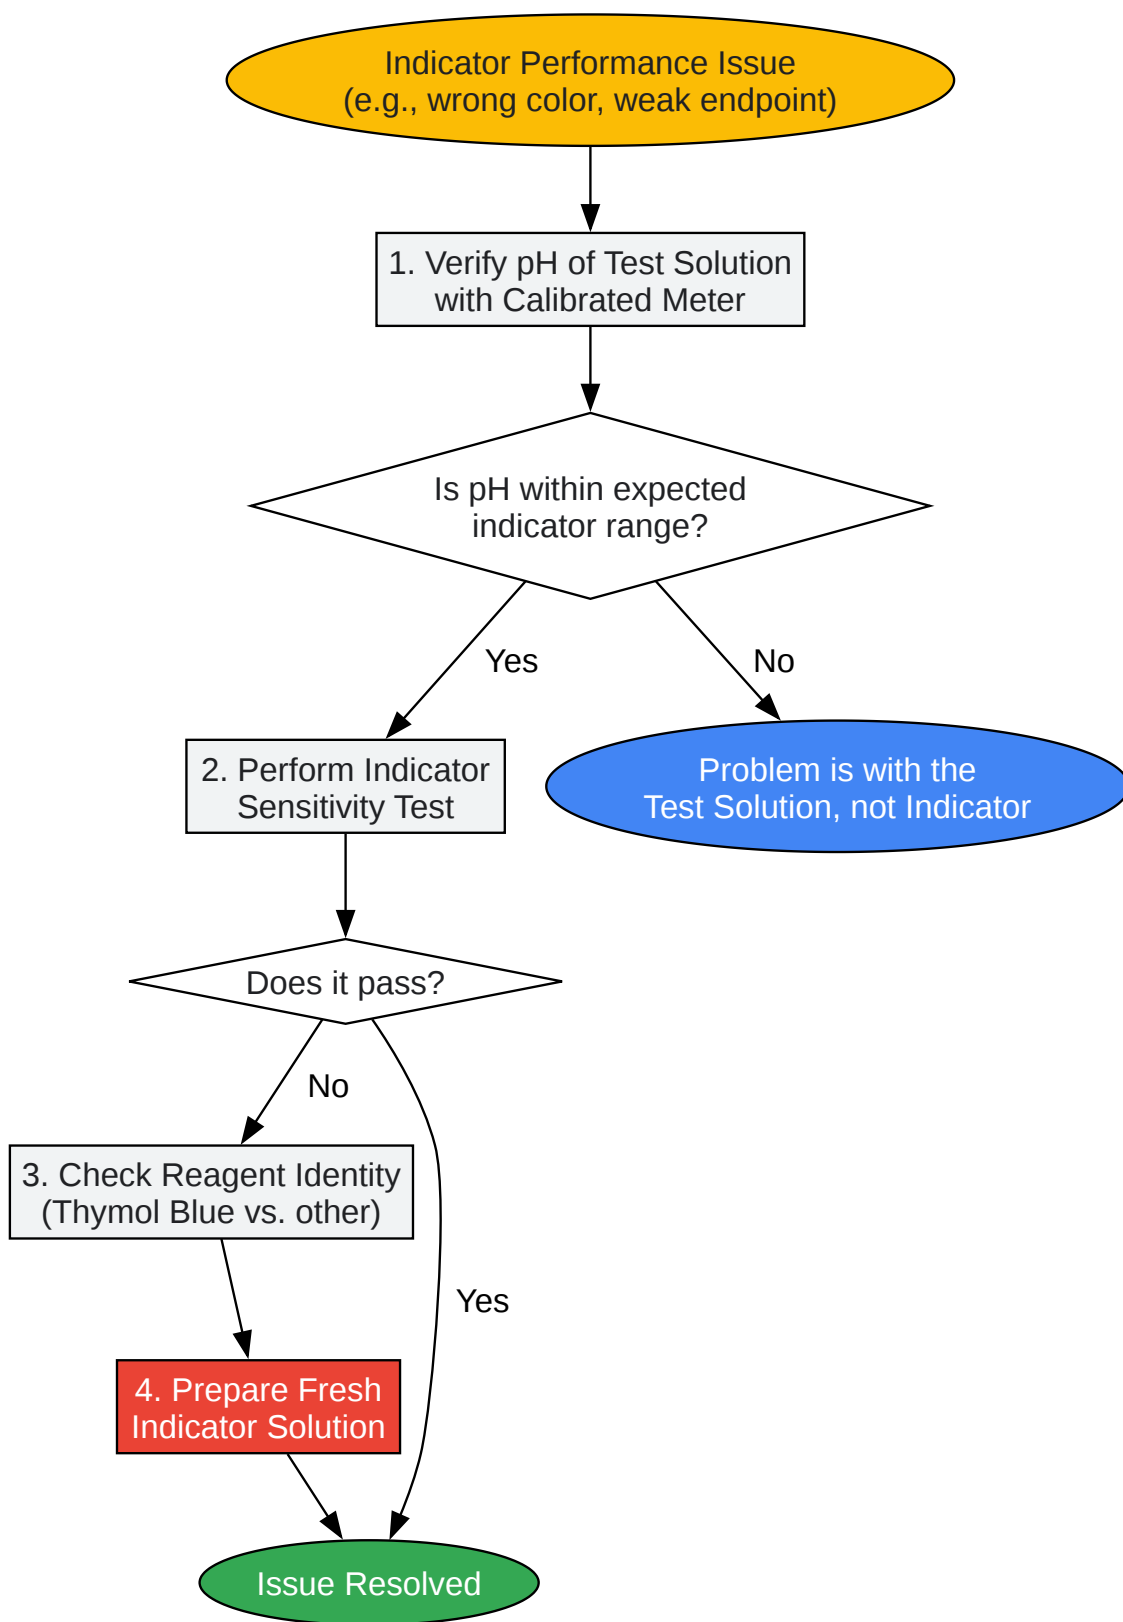 Indicator Performance Issue
(e.g., wrong color, weak endpoint)
1. Verify pH of Test Solution
with Calibrated Meter
Is pH within expected
indicator range?
Yes
No
2. Perform Indicator
Sensitivity Test
Problem is with the
Test Solution, not Indicator
Does it pass?
No
3. Check Reagent Identity
(Thymol Blue vs. other)
Yes
4. Prepare Fresh
Indicator Solution
Issue Resolved